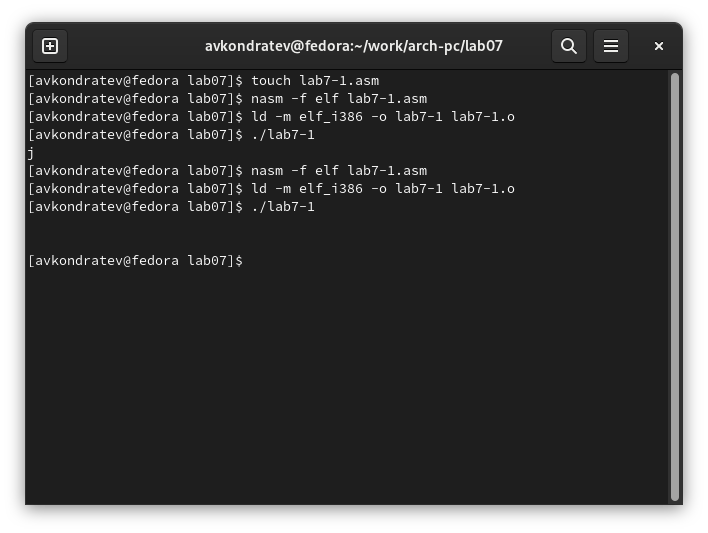 avkondratev@fedora:~/work/arch-pc/lab07
[avkondratev@fedora lab07]$ touch lab7-1.asm
[avkondratev@fedora lab07]$ nasm -f elf lab7-1.asm
[avkondratev@fedora lab07]$ ld -m elf_i386 -o lab7-1 lab7-1.o
[avkondratev@fedora lab07]$ ./lab7-1
j
[avkondratev@fedora lab07]$ nasm -f elf lab7-1.asm
[avkondratev@fedora lab07]$ ld -m elf_i386 -o lab7-1 lab7-1.o
[avkondratev@fedora lab07]$ ./lab7-1
[avkondratev@fedora lab07]$